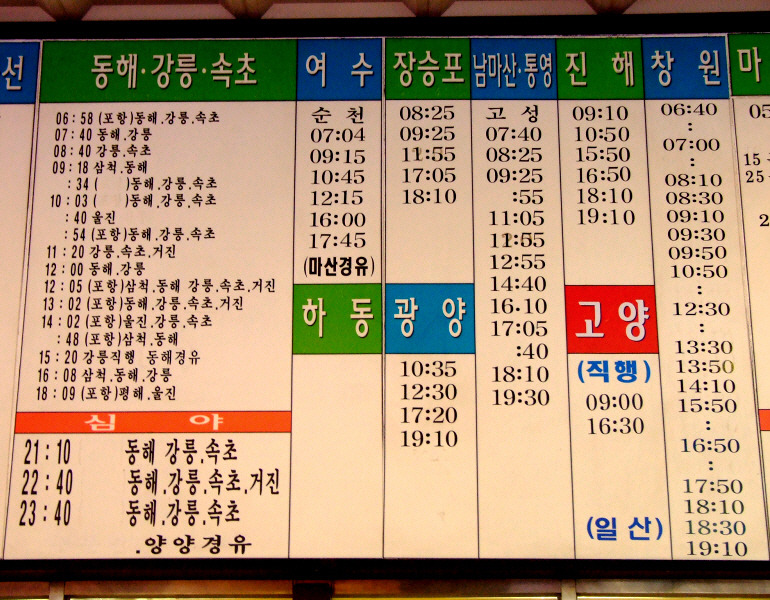 선
동해·강릉·속초
06:58 (포항)동해.강릉.속초
07:40 동해.강릉
08:40 강릉.속초
09:18 삼척.동해
:34 ( )동해.강릉.속초
10:03 ( )동해.강릉.속초
:40 울진
:54 (포항)동해.강릉.속초
11:20 강릉.속초.거진
12:00 동해.강릉
12:05 (포항)삼척.동해 강릉.속초.거진
13:02 (포항)동해.강릉.속초.거진
14:02 (포항)울진.강릉.속초
:48 (포항)삼척.동해
15:20 강릉직행 동해경유
16:08 삼척.동해.강릉
18:09 (포항)평해.울진
심 야
21:10 동해 강릉.속초
22:40 동해.강릉.속초.거진
23:40 동해.강릉.속초
.양양경유
여 수
순 천
07:04
09:15
10:45
12:15
16:00
17:45
(마산경유)
하 동
장승포
08:25
09:25
11:55
17:05
18:10
광 양
10:35
12:30
17:20
19:10
남마산·통영
고 성
07:40
08:25
09:25
:55
11:05
11:55
12:55
14:40
16.10
17:05
:40
18:10
19:30
진 해
09:10
10:50
15:50
16:50
18:10
19:10
고양
(직행)
09:00
16:30
(일산)
창 원
06:40
:
07:00
:
08:10
08:30
09:10
09:30
09:50
10:50
:
12:30
:
13:30
13:50
14:10
15:50
:
16:50
:
17:50
18:10
18:30
19:10
마
05
15
25
2